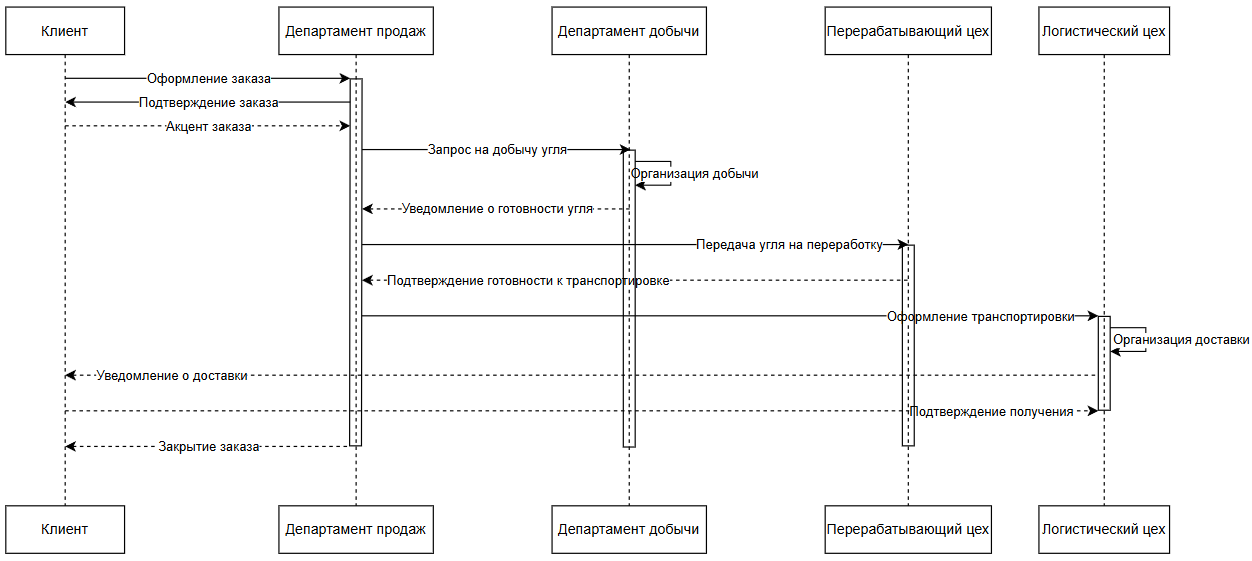 Клиент
Департамент продаж
Департамент добычи
Перерабатывающий цех
Логистический цех
Оформление заказа
Подтверждение заказа
Акцент заказа
Запрос на добычу угля
Организация добычи
Уведомление о готовности угля
Передача угля на переработку
Подтверждение готовности к транспортировке
Оформление транспортировки
Организация доставки
Уведомление о доставки
Подтверждение получения
Закрытие заказа
Клиент
Департамент продаж
Департамент добычи
Перерабатывающий цех
Логистический цех